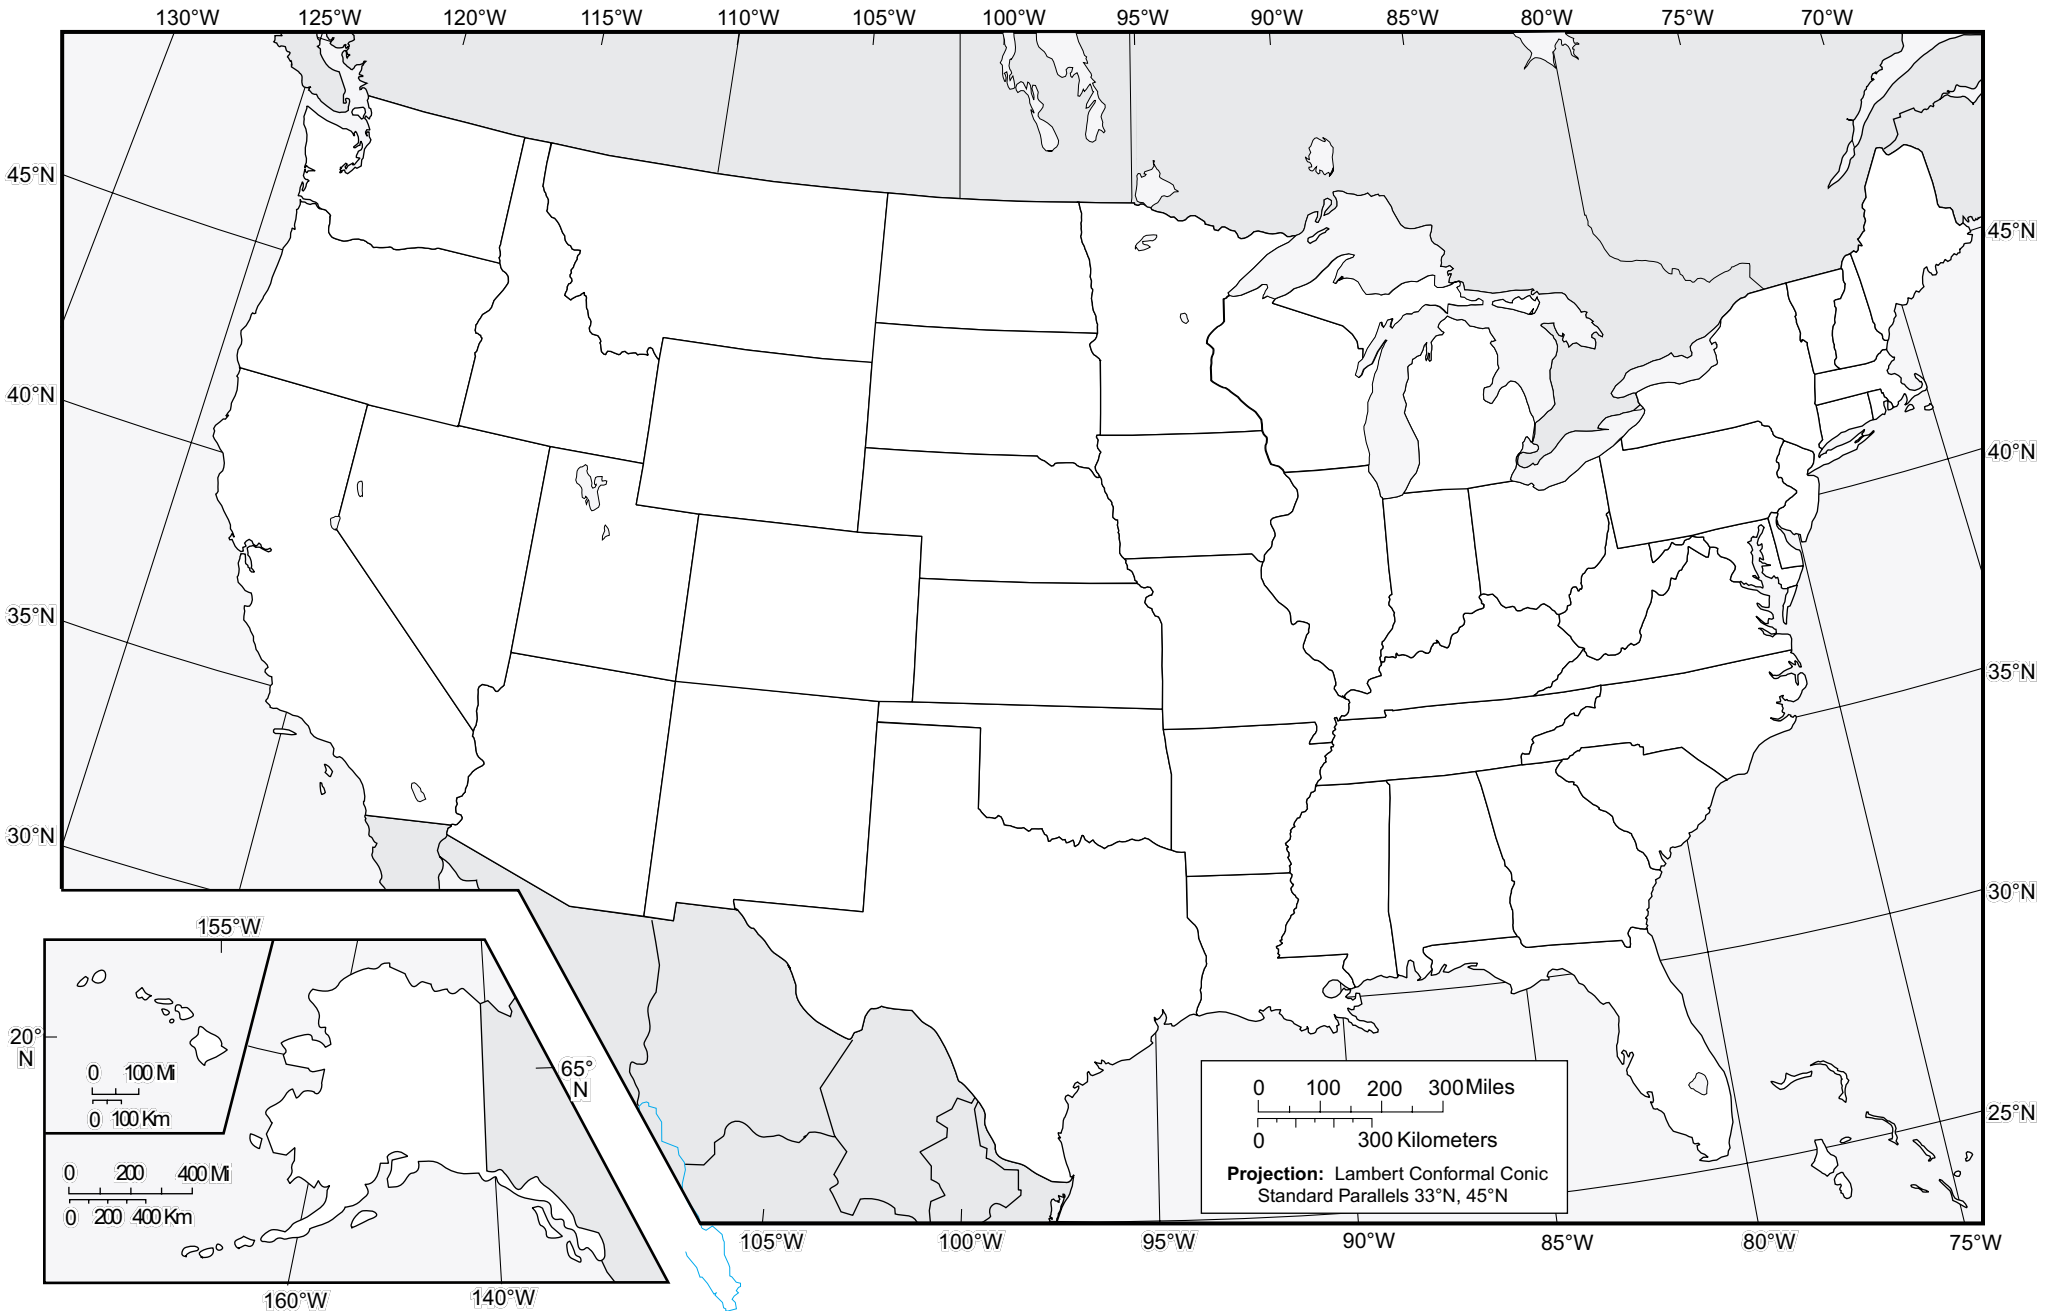 130°W 125°W 120°W 115°W 110°W 105°W 100°W 95°W 90°W 85°W 80°W 75°W 70°W
45°N
45°N
40°N
40°N
35°N
35°N
30°N
30°N
25°N
155°W
20°
N
0 100 Mi
0 100 Km
65°
N
0 200 400 Mi
0 200 400 Km
160°W 140°W
0 100 200 300 Miles
0 300 Kilometers
Projection: Lambert Conformal Conic
Standard Parallels 33°N, 45°N
105°W 100°W 95°W 90°W 85°W 80°W 75°W